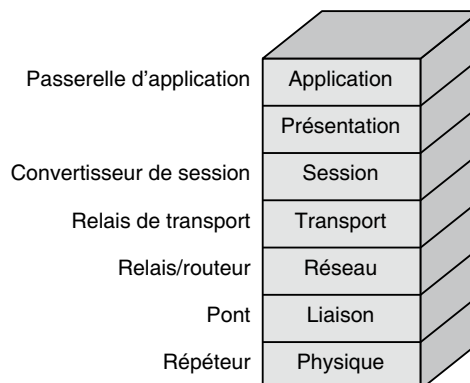 Passerelle d'application Application
Présentation
Convertisseur de session Session
Relais de transport Transport
Relais/routeur Réseau
Pont Liaison
Répéteur Physique